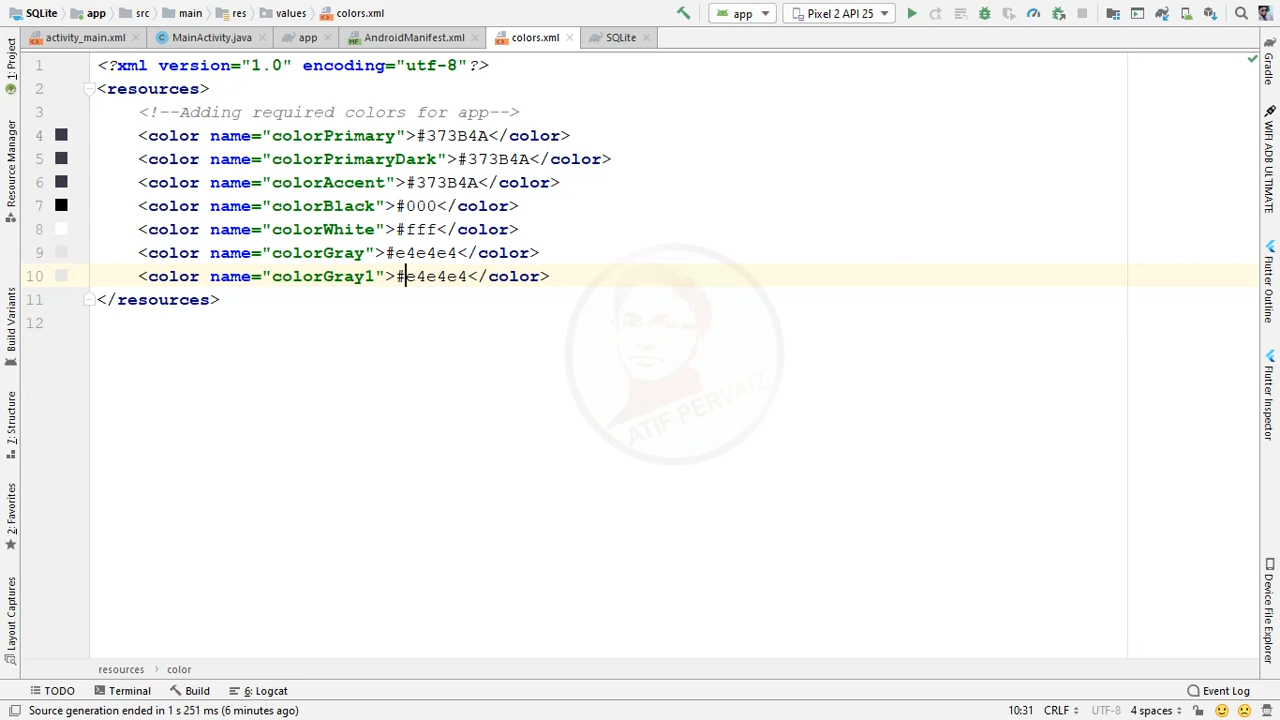 SQLite app src main res values colors.xml app Pixel 2 API 25
activity_main.xml MainActivity.java app AndroidManifest.xml colors.xml SQLite
1 <?xml version="1.0" encoding="utf-8"?>
2 <resources>
3 <!--Adding required colors for app-->
4 <color name="colorPrimary">#373B4A</color>
5 <color name="colorPrimaryDark">#373B4A</color>
6 <color name="colorAccent">#373B4A</color>
7 <color name="colorBlack">#000</color>
8 <color name="colorWhite">#fff</color>
9 <color name="colorGray">#e4e4e4</color>
10 <color name="colorGray1">#e4e4e4</color>
11 </resources>
12
1: Project
Resource Manager
Build Variants
7: Structure
2: Favorites
Layout Captures
ATIF PERVAIZ
Gradle
WIFI ADB ULTIMATE
Flutter Outline
Flutter Inspector
Device File Explorer
resources color
TODO Terminal Build 6: Logcat Event Log
Source generation ended in 1 s 251 ms (6 minutes ago) 10:31 CRLF UTF-8 4 spaces